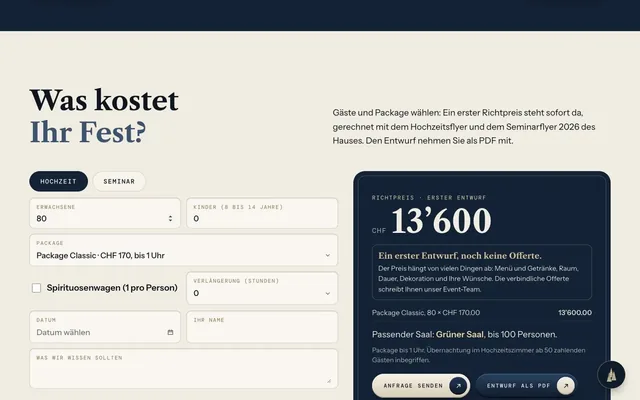 Was kostet
Ihr Fest?
Gäste und Package wählen: Ein erster Richtpreis steht sofort da,
gerechnet mit dem Hochzeitsflyer und dem Seminarflyer 2026 des
Hauses. Den Entwurf nehmen Sie als PDF mit.
HOCHZEIT
SEMINAR
ERWACHSENE
80
KINDER (8 BIS 14 JAHRE)
0
PACKAGE
Package Classic · CHF 170, bis 1 Uhr
Spirituosenwagen (1 pro Person)
VERLÄNGERUNG (STUNDEN)
0
DATUM
Datum wählen
IHR NAME
WAS WIR WISSEN SOLLTEN
RICHTPREIS · ERSTER ENTWURF
CHF 13’600
Ein erster Entwurf, noch keine Offerte.
Der Preis hängt von vielen Dingen ab: Menü und Getränke, Raum,
Dauer, Dekoration und Ihre Wünsche. Die verbindliche Offerte
schreibt Ihnen unser Event-Team.
Package Classic, 80 × CHF 170.00
13’600.00
Passender Saal: Grüner Saal, bis 100 Personen.
Package bis 1 Uhr. Übernachtung im Hochzeitszimmer ab 50 zahlenden
Gästen inbegriffen.
ANFRAGE SENDEN
ENTWURF ALS PDF